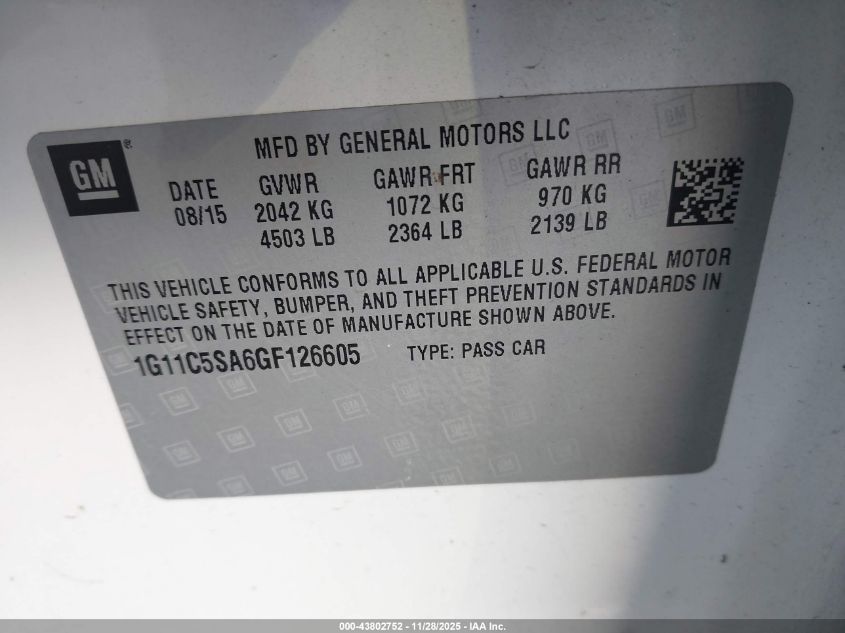 GM ®
MFD BY GENERAL MOTORS LLC
DATE GVWR GAWR FRT GAWR RR
08/15 2042 KG 1072 KG 970 KG
4503 LB 2364 LB 2139 LB
THIS VEHICLE CONFORMS TO ALL APPLICABLE U.S. FEDERAL MOTOR
VEHICLE SAFETY, BUMPER, AND THEFT PREVENTION STANDARDS IN
EFFECT ON THE DATE OF MANUFACTURE SHOWN ABOVE.
1G11C5SA6GF126605 TYPE: PASS CAR
000-43802752 - 11/28/2025 - IAA Inc.